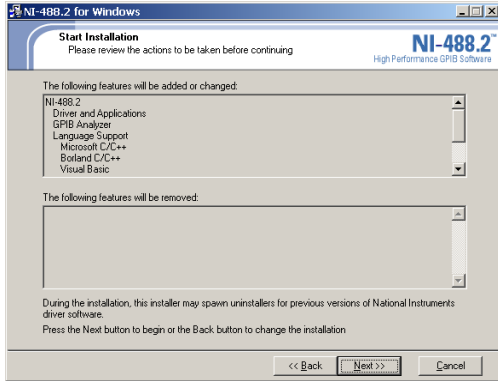 NI-488.2 for Windows
Start Installation
Please review the actions to be taken before continuing
NI-488.2™
High Performance GPIB Software
The following features will be added or changed:
NI-488.2
Driver and Applications
GPIB Analyzer
Language Support
Microsoft C/C++
Borland C/C++
Visual Basic
The following features will be removed:
During the installation, this installer may spawn uninstallers for previous versions of National Instruments
driver software.
Press the Next button to begin or the Back button to change the installation
<< Back
Next >>
Cancel